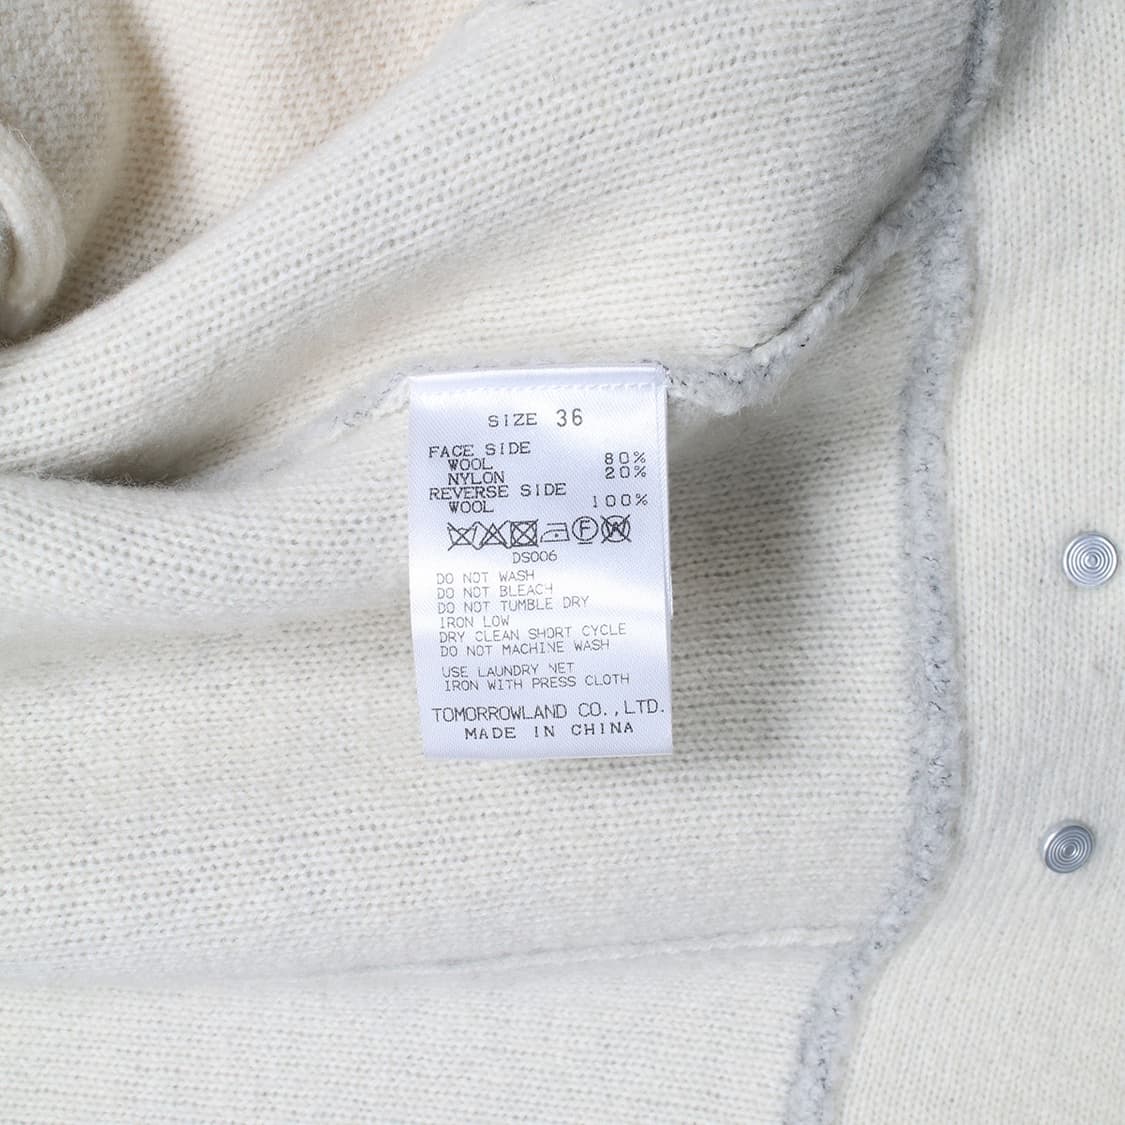 SIZE 36
FACE SIDE
WOOL 80%
NYLON 20%
REVERSE SIDE
WOOL 100%
F W
DS006
DO NOT WASH
DO NOT BLEACH
DO NOT TUMBLE DRY
IRON LOW
DRY CLEAN SHORT CYCLE
DO NOT MACHINE WASH
USE LAUNDRY NET
IRON WITH PRESS CLOTH
TOMORROWLAND CO.,LTD.
MADE IN CHINA